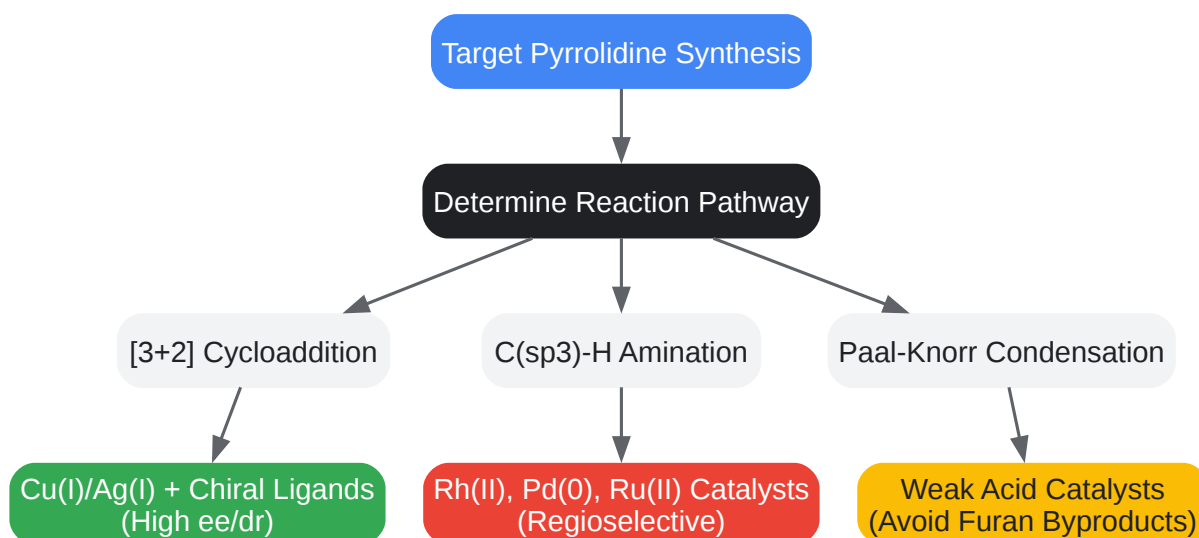 Target Pyrrolidine Synthesis
Determine Reaction Pathway
[3+2] Cycloaddition
C(sp3)-H Amination
Paal-Knorr Condensation
Cu(I)/Ag(I) + Chiral Ligands
(High ee/dr)
Rh(II), Pd(0), Ru(II) Catalysts
(Regioselective)
Weak Acid Catalysts
(Avoid Furan Byproducts)